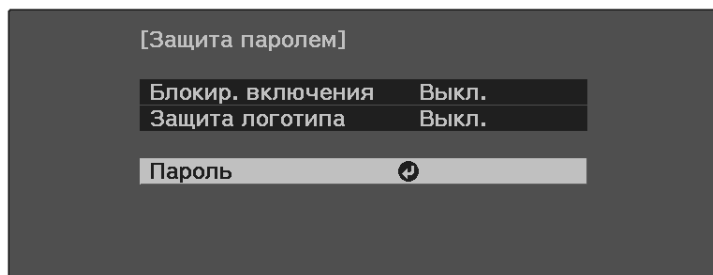 [Защита паролем]
Блокир. включения Выкл.
Защита логотипа Выкл.
Пароль